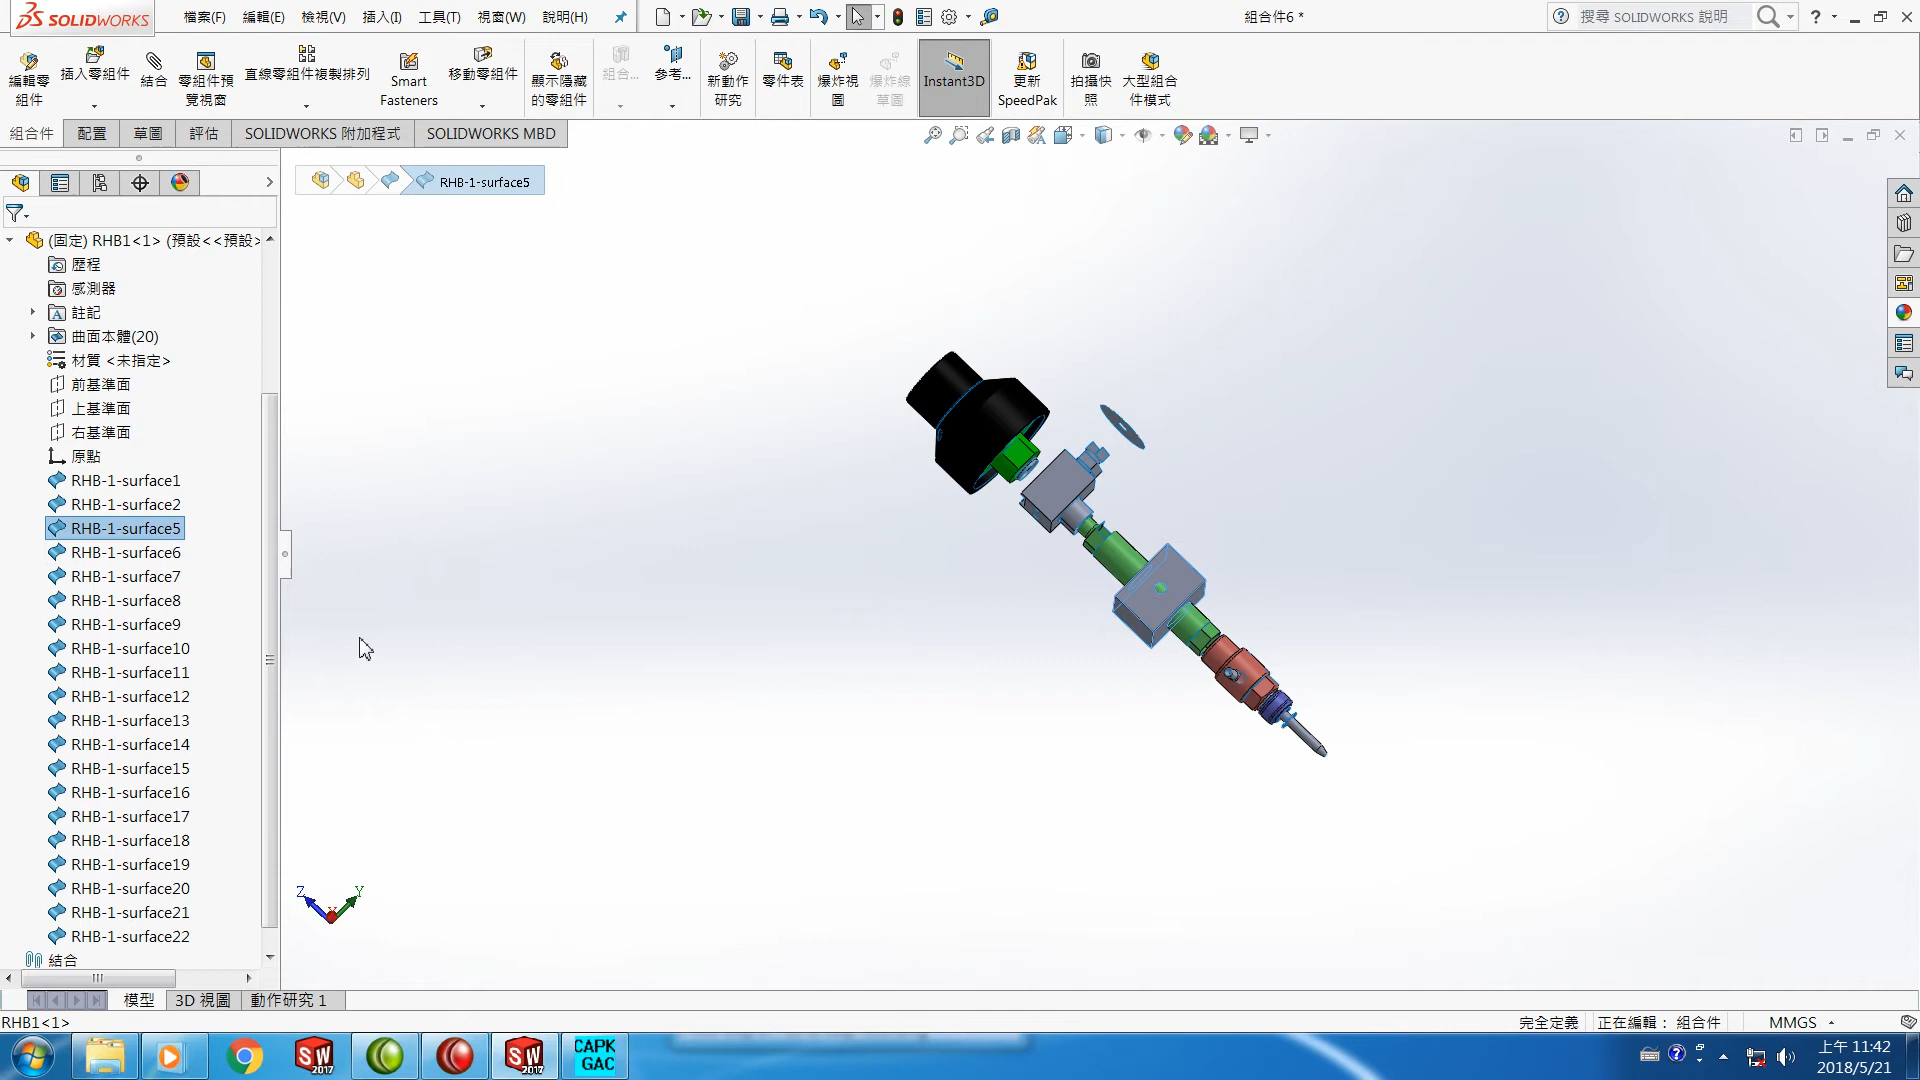 SOLIDWORKS
檔案(F) 編輯(E) 檢視(V) 插入(I) 工具(T) 視窗(W) 說明(H)
組合件6 *
搜尋 SOLIDWORKS 說明
編輯零組件
插入零組件
結合
零組件預覽視窗
直線零組件複製排列
Smart Fasteners
移動零組件
顯示隱藏的零組件
組合...
參考...
新動作研究
零件表
爆炸視圖
爆炸線草圖
Instant3D
更新 SpeedPak
拍攝快照
大型組合件模式
組合件 配置 草圖 評估 SOLIDWORKS 附加程式 SOLIDWORKS MBD
RHB-1-surface5
(固定) RHB1<1> (預設<<預設>
歷程
感測器
註記
曲面本體(20)
材質 <未指定>
前基準面
上基準面
右基準面
原點
RHB-1-surface1
RHB-1-surface2
RHB-1-surface5
RHB-1-surface6
RHB-1-surface7
RHB-1-surface8
RHB-1-surface9
RHB-1-surface10
RHB-1-surface11
RHB-1-surface12
RHB-1-surface13
RHB-1-surface14
RHB-1-surface15
RHB-1-surface16
RHB-1-surface17
RHB-1-surface18
RHB-1-surface19
RHB-1-surface20
RHB-1-surface21
RHB-1-surface22
結合
Z Y
模型 3D 視圖 動作研究 1
RHB1<1>
完全定義 正在編輯： 組合件 MMGS
SW 2017
SW 2017
CAPK GAC
上午 11:42
2018/5/21